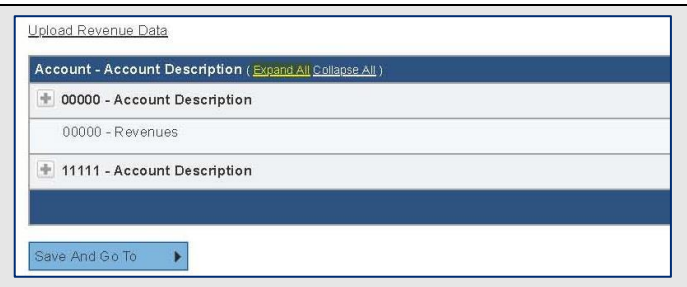 Upload Revenue Data
Account - Account Description ( Expand All Collapse All )
00000 - Account Description
00000 - Revenues
11111 - Account Description
Save And Go To